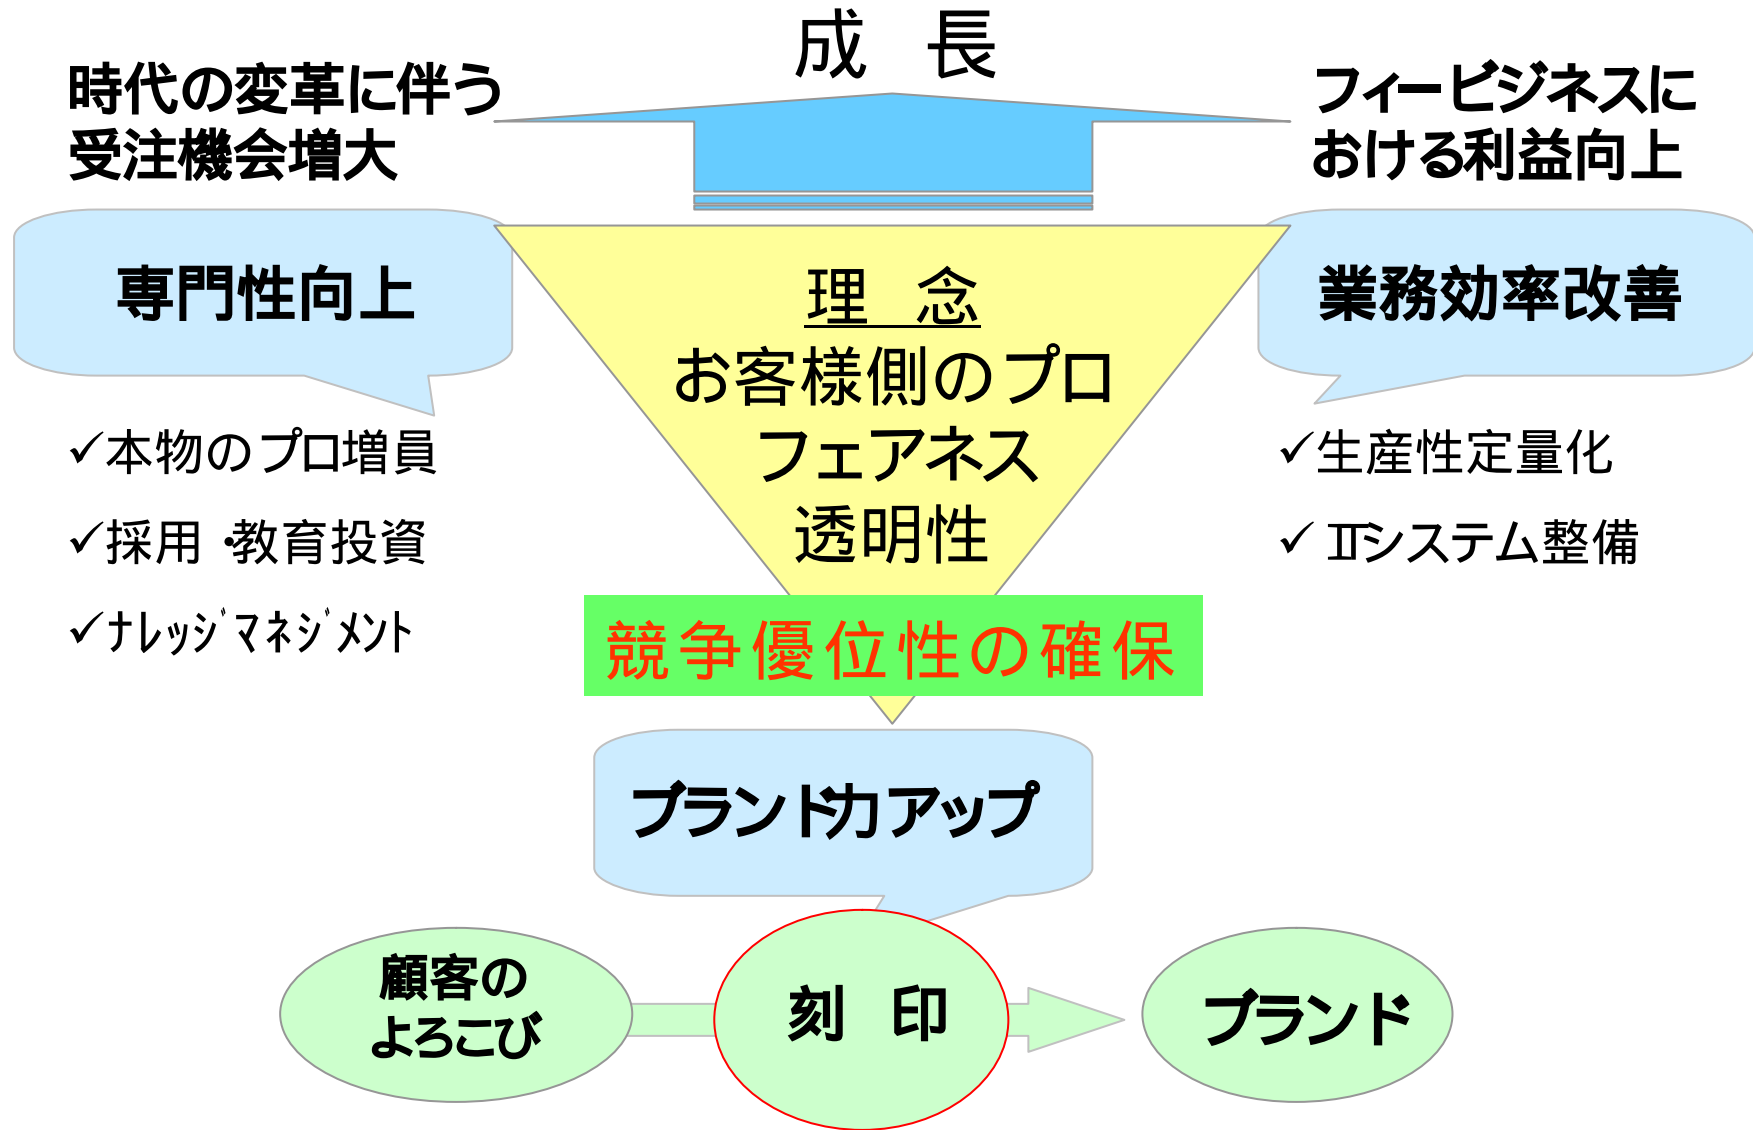 成 長
時代の変革に伴う
受注機会増大
フィービジネスに
おける利益向上
専門性向上
業務効率改善
理 念
お客様側のプロ
フェアネス
透明性
✓本物のプロ増員
✓採用・教育投資
✓ﾅﾚｯｼﾞﾏﾈｼﾞﾒﾝﾄ
✓生産性定量化
✓ITシステム整備
競争優位性の確保
ブランド力アップ
顧客の
よろこび
刻 印
ブランド